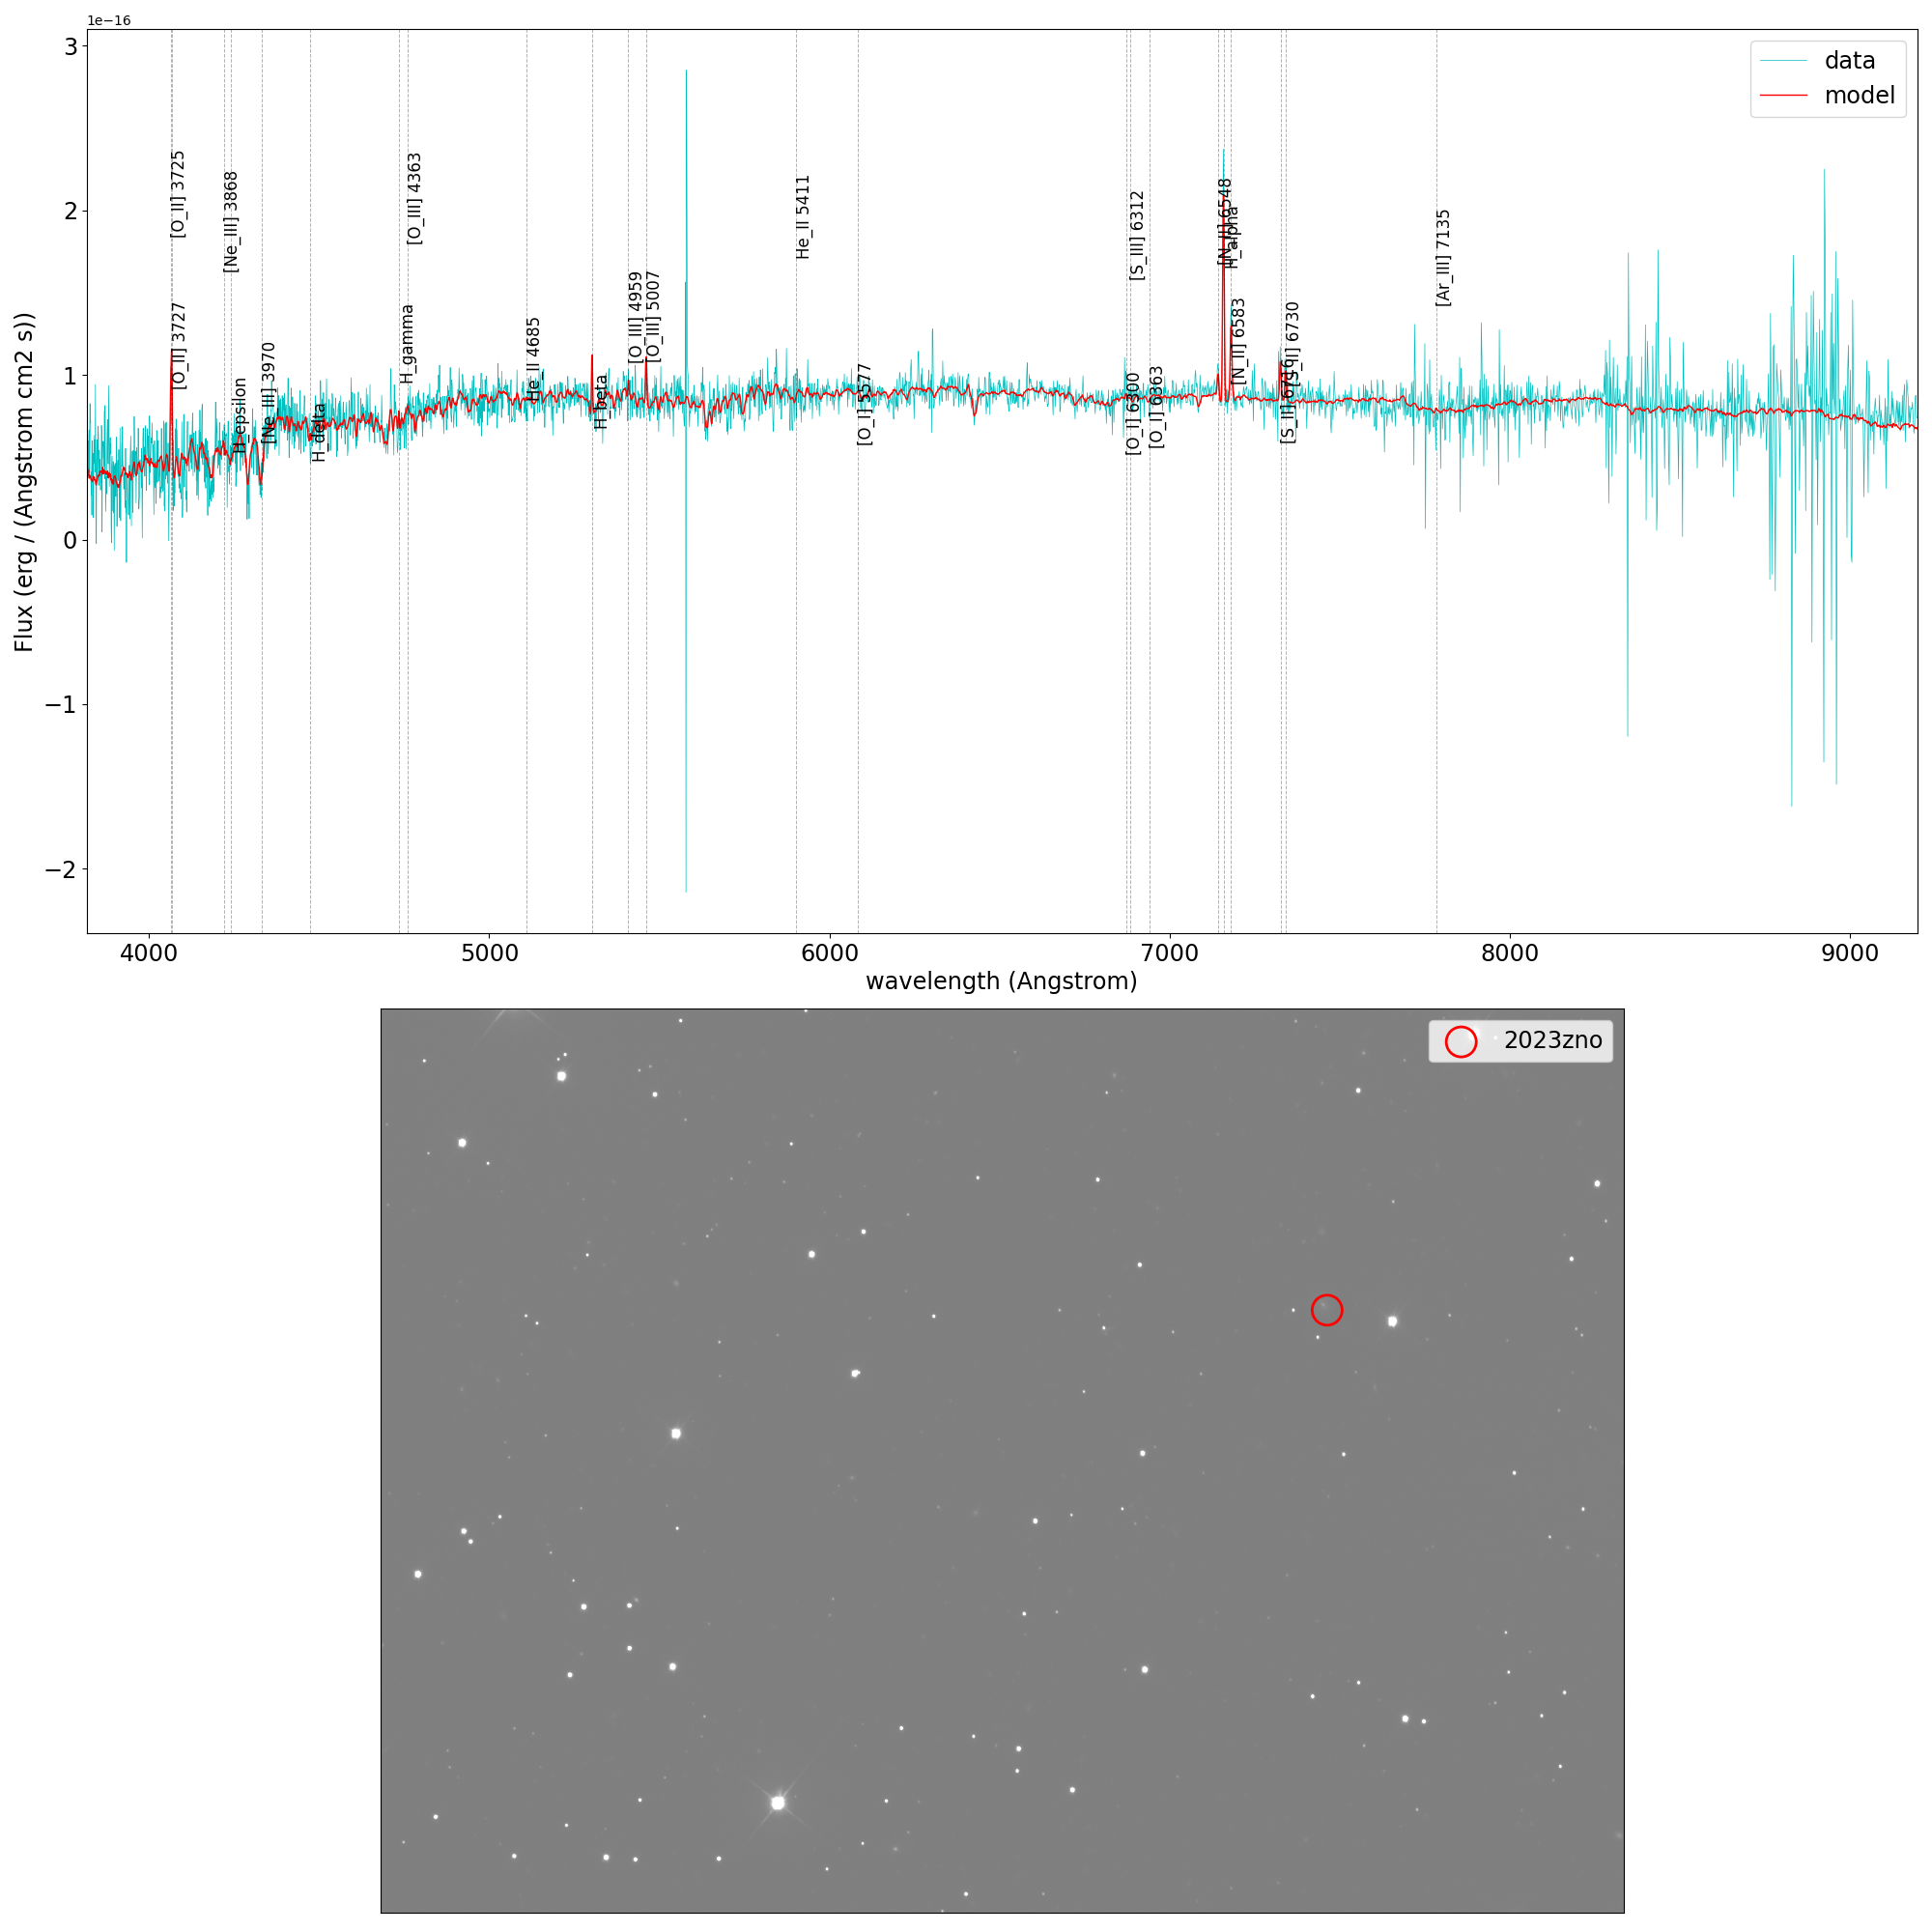 1e−16
3
2
1
0
−1
−2
Flux (erg / (Angstrom cm2 s))
4000 5000 6000 7000 8000 9000
wavelength (Angstrom)
data
model
[O_II] 3725
[O_II] 3727
[Ne_III] 3868
H_epsilon
[Ne_III] 3970
H_delta
H_gamma
[O_III] 4363
He_II 4685
H_beta
[O_III] 4959
[O_III] 5007
He_II 5411
[O_I] 5577
[O_I] 6300
[S_III] 6312
[O_I] 6363
[N_II] 6548
H_alpha
[N_II] 6583
[S_II] 6716
[S_II] 6730
[Ar_III] 7135
2023zno